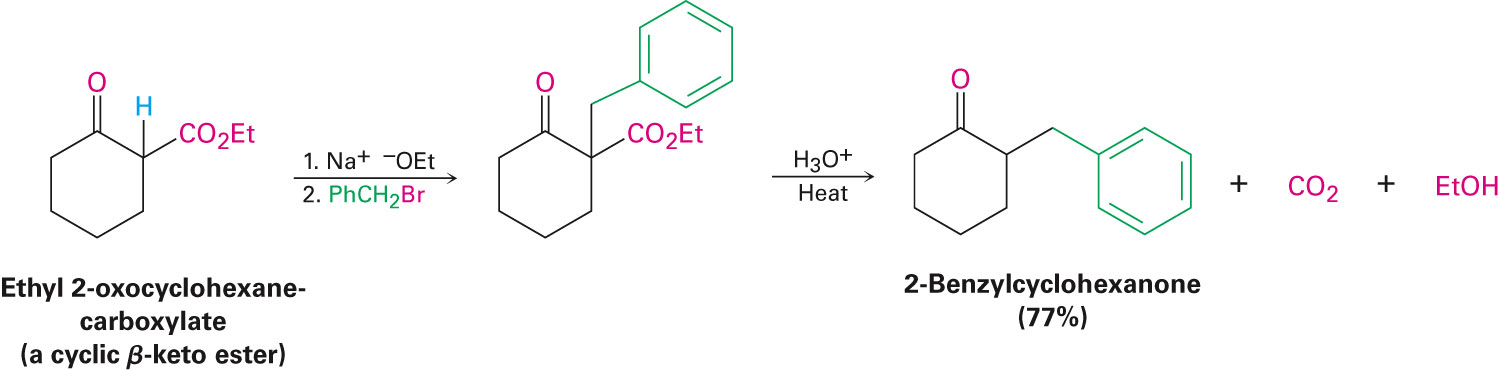 O
H
CO₂Et
Ethyl 2-oxocyclohexane-
carboxylate
(a cyclic β-keto ester)
1. Na⁺ ⁻OEt
2. PhCH₂Br
O
CO₂Et
H₃O⁺
Heat
O
2-Benzylcyclohexanone
(77%)
+ CO₂ + EtOH